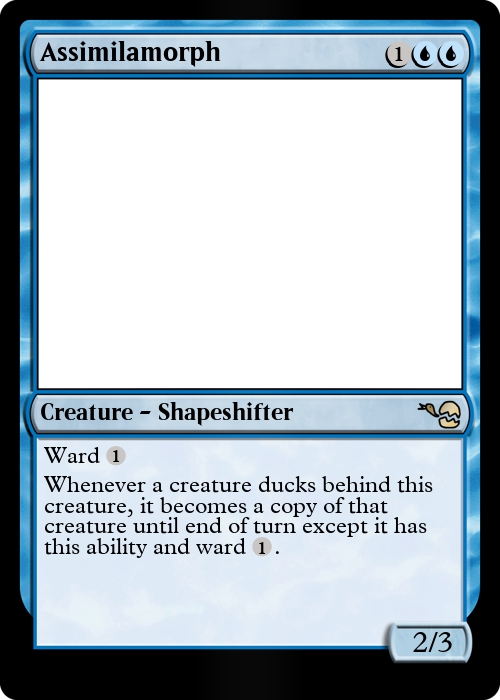 Assimilamorph 1
Creature – Shapeshifter
Ward 1
Whenever a creature ducks behind this
creature, it becomes a copy of that
creature until end of turn except it has
this ability and ward 1.
2/3